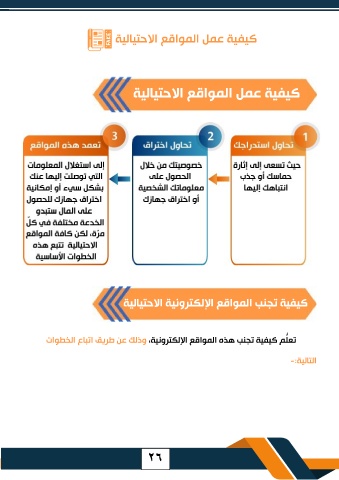 كيفية عمل المواقع الاحتيالية
كيفية عمل المواقع الاحتيالية
1
تحاول استدراجك
حيث تسعى إلى إثارة
حماسك أو جذب
انتباهك إليها
2
تحاول اختراق
خصوصيتك من خلال
الحصول على
معلوماتك الشخصية
أو اختراق جهازك
3
تعمد هذه المواقع
إلى استغلال المعلومات
التي توصلت إليها عنك
بشكل سيء أو إمكانية
اختراق جهازك للحصول
على المال ستبدو
الخدعة مختلفة في كلّ
مرّة، لكن كافة المواقع
الاحتيالية تتبع هذه
الخطوات الأساسية
كيفية تجنب المواقع الإلكترونية الاحتيالية
تعلَّم كيفية تجنب هذه المواقع الإلكترونية، وذلك عن طريق اتباع الخطوات
التالية:-
٢٦